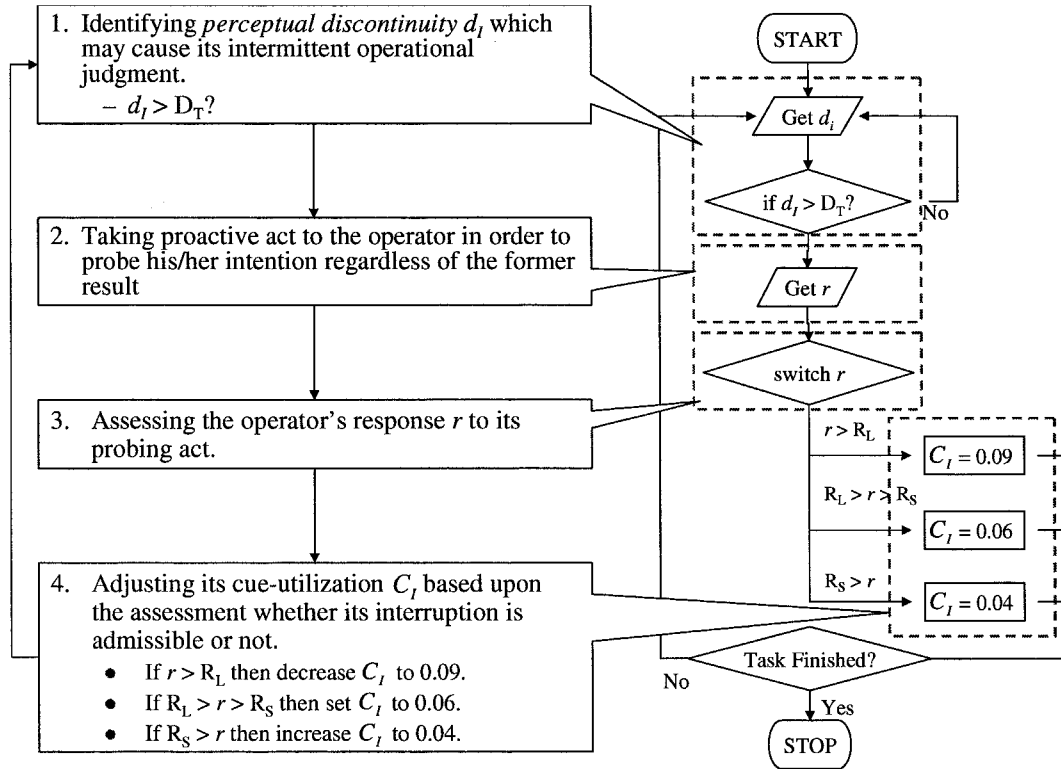 1. Identifying perceptual discontinuity d_I which
may cause its intermittent operational
judgment.
– d_I > D_T?
2. Taking proactive act to the operator in order to
probe his/her intention regardless of the former
result
3. Assessing the operator's response r to its
probing act.
4. Adjusting its cue-utilization C_I based upon
the assessment whether its interruption is
admissible or not.
● If r > R_L then decrease C_I to 0.09.
● If R_L > r > R_S then set C_I to 0.06.
● If R_S > r then increase C_I to 0.04.
START
Get d_i
if d_I > D_T?
No
Get r
switch r
r > R_L
C_I = 0.09
R_L > r > R_S
C_I = 0.06
R_S > r
C_I = 0.04
Task Finished?
No
Yes
STOP